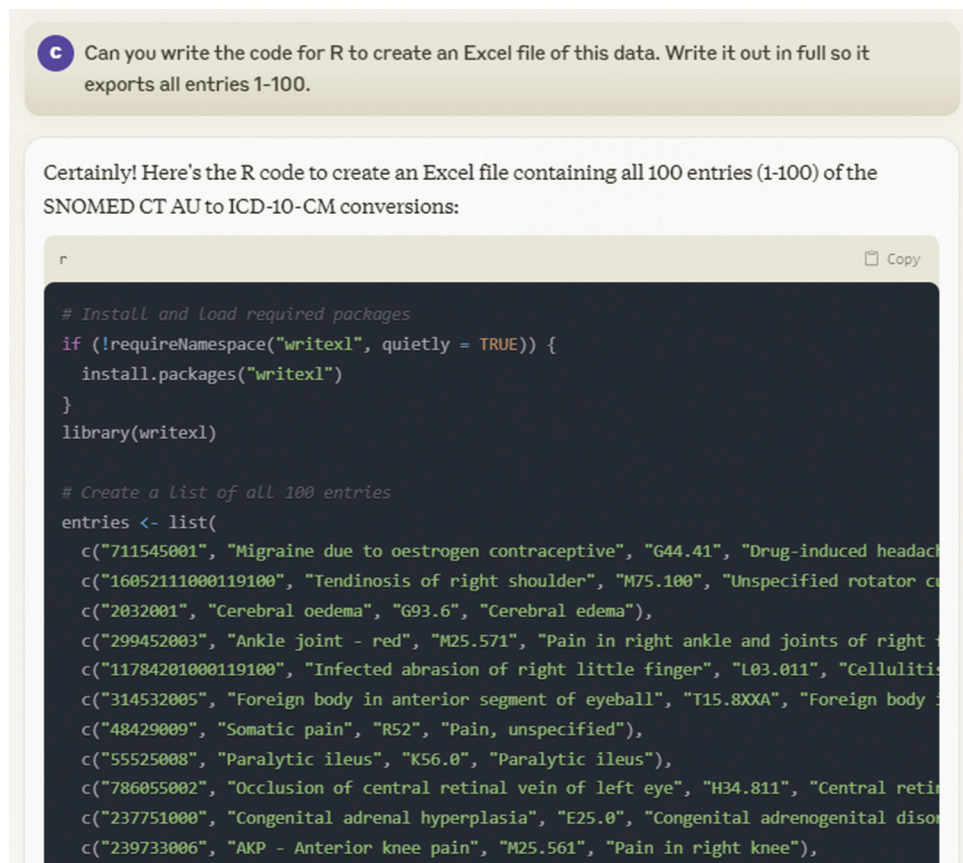 C
Can you write the code for R to create an Excel file of this data. Write it out in full so it
exports all entries 1-100.
Certainly! Here's the R code to create an Excel file containing all 100 entries (1-100) of the
SNOMED CT AU to ICD-10-CM conversions:
r
Copy
# Install and load required packages
if (!requireNamespace("writexl", quietly = TRUE)) {
  install.packages("writexl")
}
library(writexl)
# Create a list of all 100 entries
entries <- list(
  c("711545001", "Migraine due to oestrogen contraceptive", "G44.41", "Drug-induced headach
  c("16052111000119100", "Tendinosis of right shoulder", "M75.100", "Unspecified rotator cu
  c("2032001", "Cerebral oedema", "G93.6", "Cerebral edema"),
  c("299452003", "Ankle joint - red", "M25.571", "Pain in right ankle and joints of right
  c("11784201000119100", "Infected abrasion of right little finger", "L03.011", "Cellulitis
  c("314532005", "Foreign body in anterior segment of eyeball", "T15.8XXA", "Foreign body
  c("48429009", "Somatic pain", "R52", "Pain, unspecified"),
  c("55525008", "Paralytic ileus", "K56.0", "Paralytic ileus"),
  c("786055002", "Occlusion of central retinal vein of left eye", "H34.811", "Central retin
  c("237751000", "Congenital adrenal hyperplasia", "E25.0", "Congenital adrenogenital disor
  c("239733006", "AKP - Anterior knee pain", "M25.561", "Pain in right knee"),